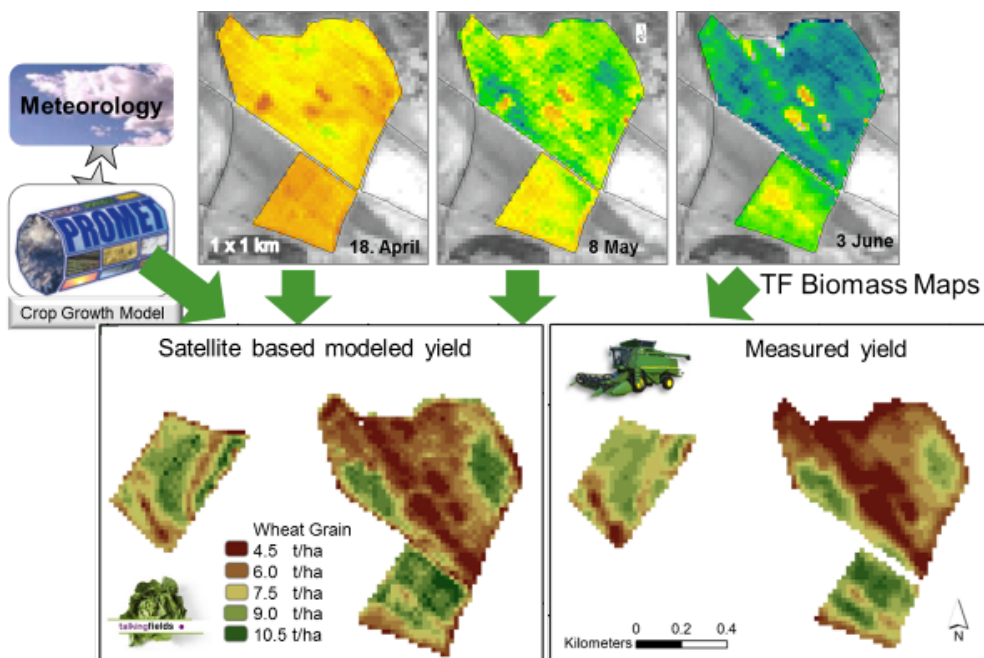 Meteorology
PROMET
Crop Growth Model
1 x 1 km
18. April
8 May
3 June
TF Biomass Maps
Satellite based modeled yield
Wheat Grain
4.5 t/ha
6.0 t/ha
7.5 t/ha
9.0 t/ha
10.5 t/ha
talkingfields
Measured yield
0 0.2 0.4
Kilometers
N